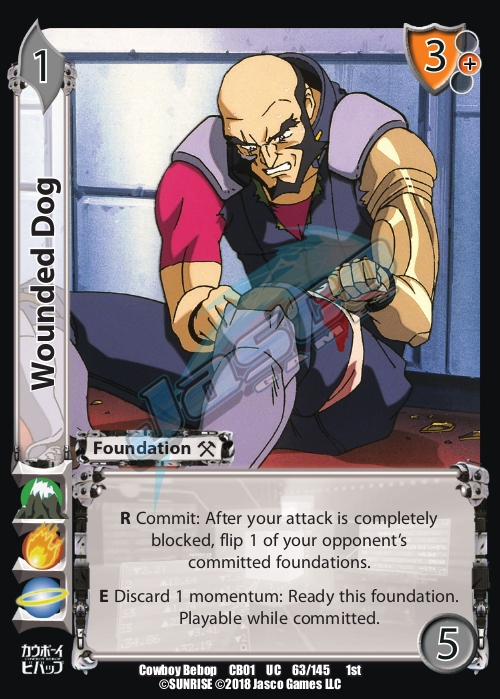 1
3
+
Wounded Dog
JASCO
GAMES
Foundation
R Commit: After your attack is completely
blocked, flip 1 of your opponent's
committed foundations.
E Discard 1 momentum: Ready this foundation.
Playable while committed.
カウボーイ
ビバップ
5
Cowboy Bebop CB01 UC 63/145 1st
©SUNRISE ©2018 Jasco Games LLC